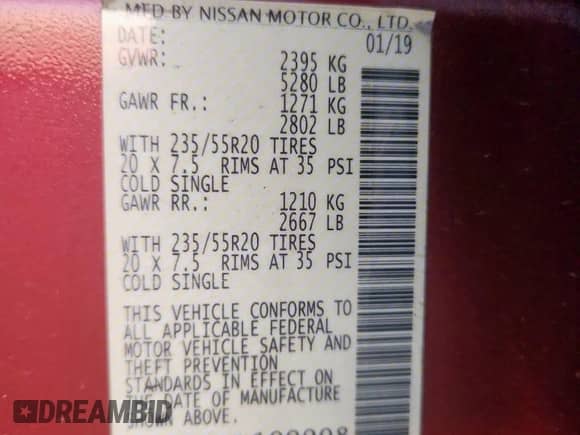 MFD BY NISSAN MOTOR CO., LTD.
DATE: 01/19
GVWR: 2395 KG
5280 LB
GAWR FR.: 1271 KG
2802 LB
WITH 235/55R20 TIRES
20 X 7.5 RIMS AT 35 PSI
COLD SINGLE
GAWR RR.: 1210 KG
2667 LB
WITH 235/55R20 TIRES
20 X 7.5 RIMS AT 35 PSI
COLD SINGLE
THIS VEHICLE CONFORMS TO
ALL APPLICABLE FEDERAL
MOTOR VEHICLE SAFETY AND
THEFT PREVENTION
STANDARDS IN EFFECT ON
THE DATE OF MANUFACTURE
SHOWN ABOVE.
DREAMBID